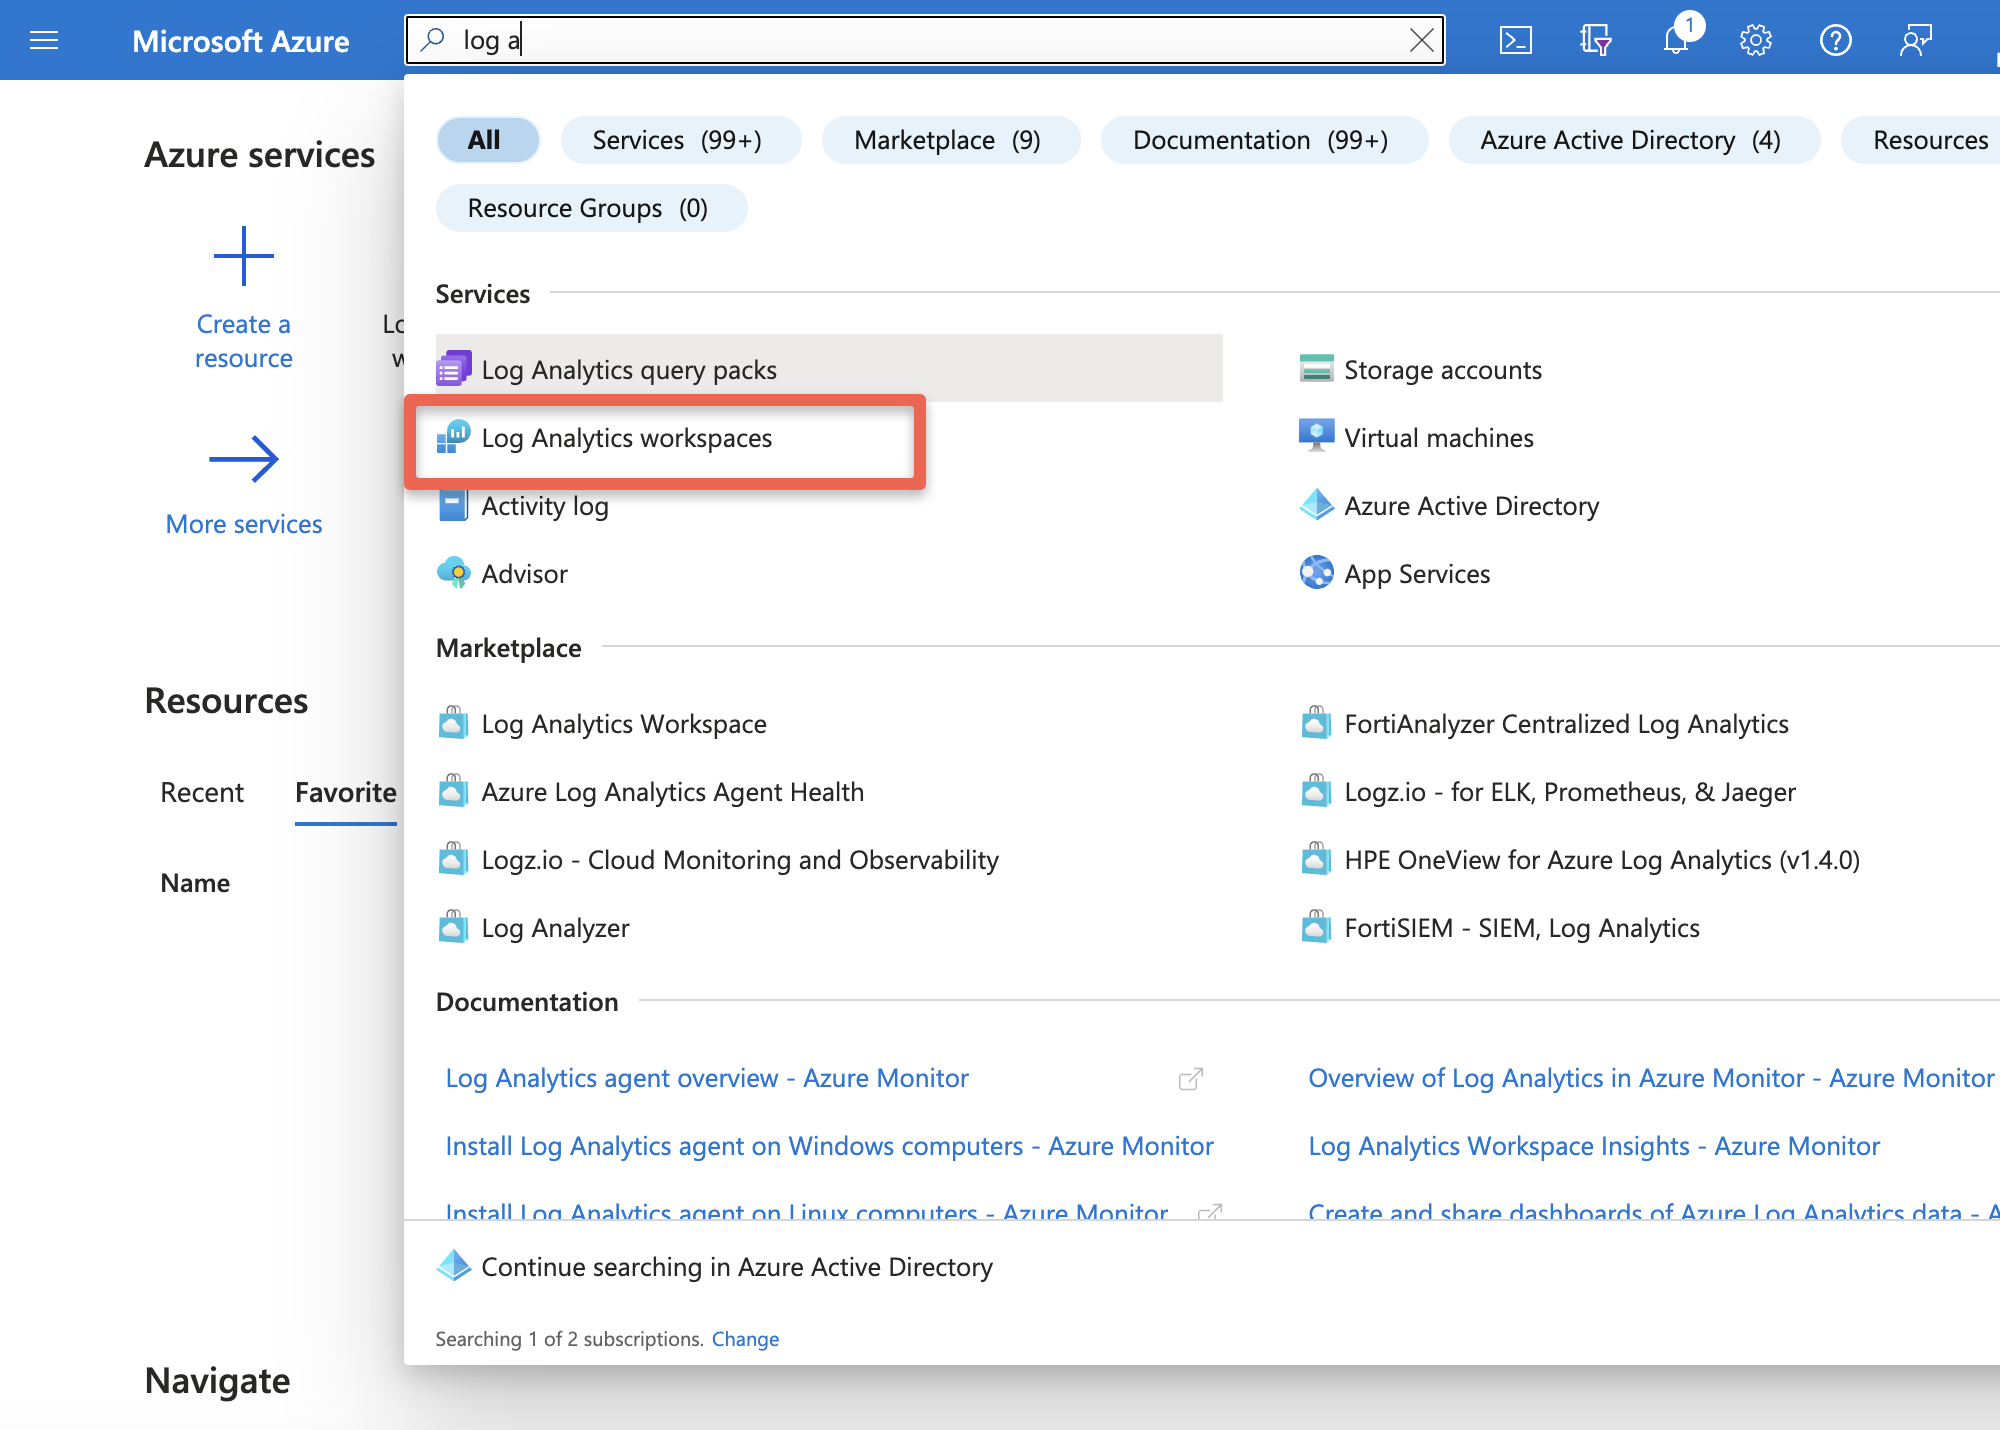 Microsoft Azure
log a
1
All
Services (99+)
Marketplace (9)
Documentation (99+)
Azure Active Directory (4)
Resources
Resource Groups (0)
Azure services
Create a
resource
More services
Services
Log Analytics query packs
Storage accounts
Log Analytics workspaces
Virtual machines
Activity log
Azure Active Directory
Advisor
App Services
Marketplace
Log Analytics Workspace
FortiAnalyzer Centralized Log Analytics
Azure Log Analytics Agent Health
Logz.io - for ELK, Prometheus, & Jaeger
Logz.io - Cloud Monitoring and Observability
HPE OneView for Azure Log Analytics (v1.4.0)
Log Analyzer
FortiSIEM - SIEM, Log Analytics
Resources
Recent
Favorite
Name
Documentation
Log Analytics agent overview - Azure Monitor
Overview of Log Analytics in Azure Monitor - Azure Monitor
Install Log Analytics agent on Windows computers - Azure Monitor
Log Analytics Workspace Insights - Azure Monitor
Install Log Analytics agent on Linux computers - Azure Monitor
Create and share dashboards of Azure Log Analytics data -
Continue searching in Azure Active Directory
Searching 1 of 2 subscriptions. Change
Navigate